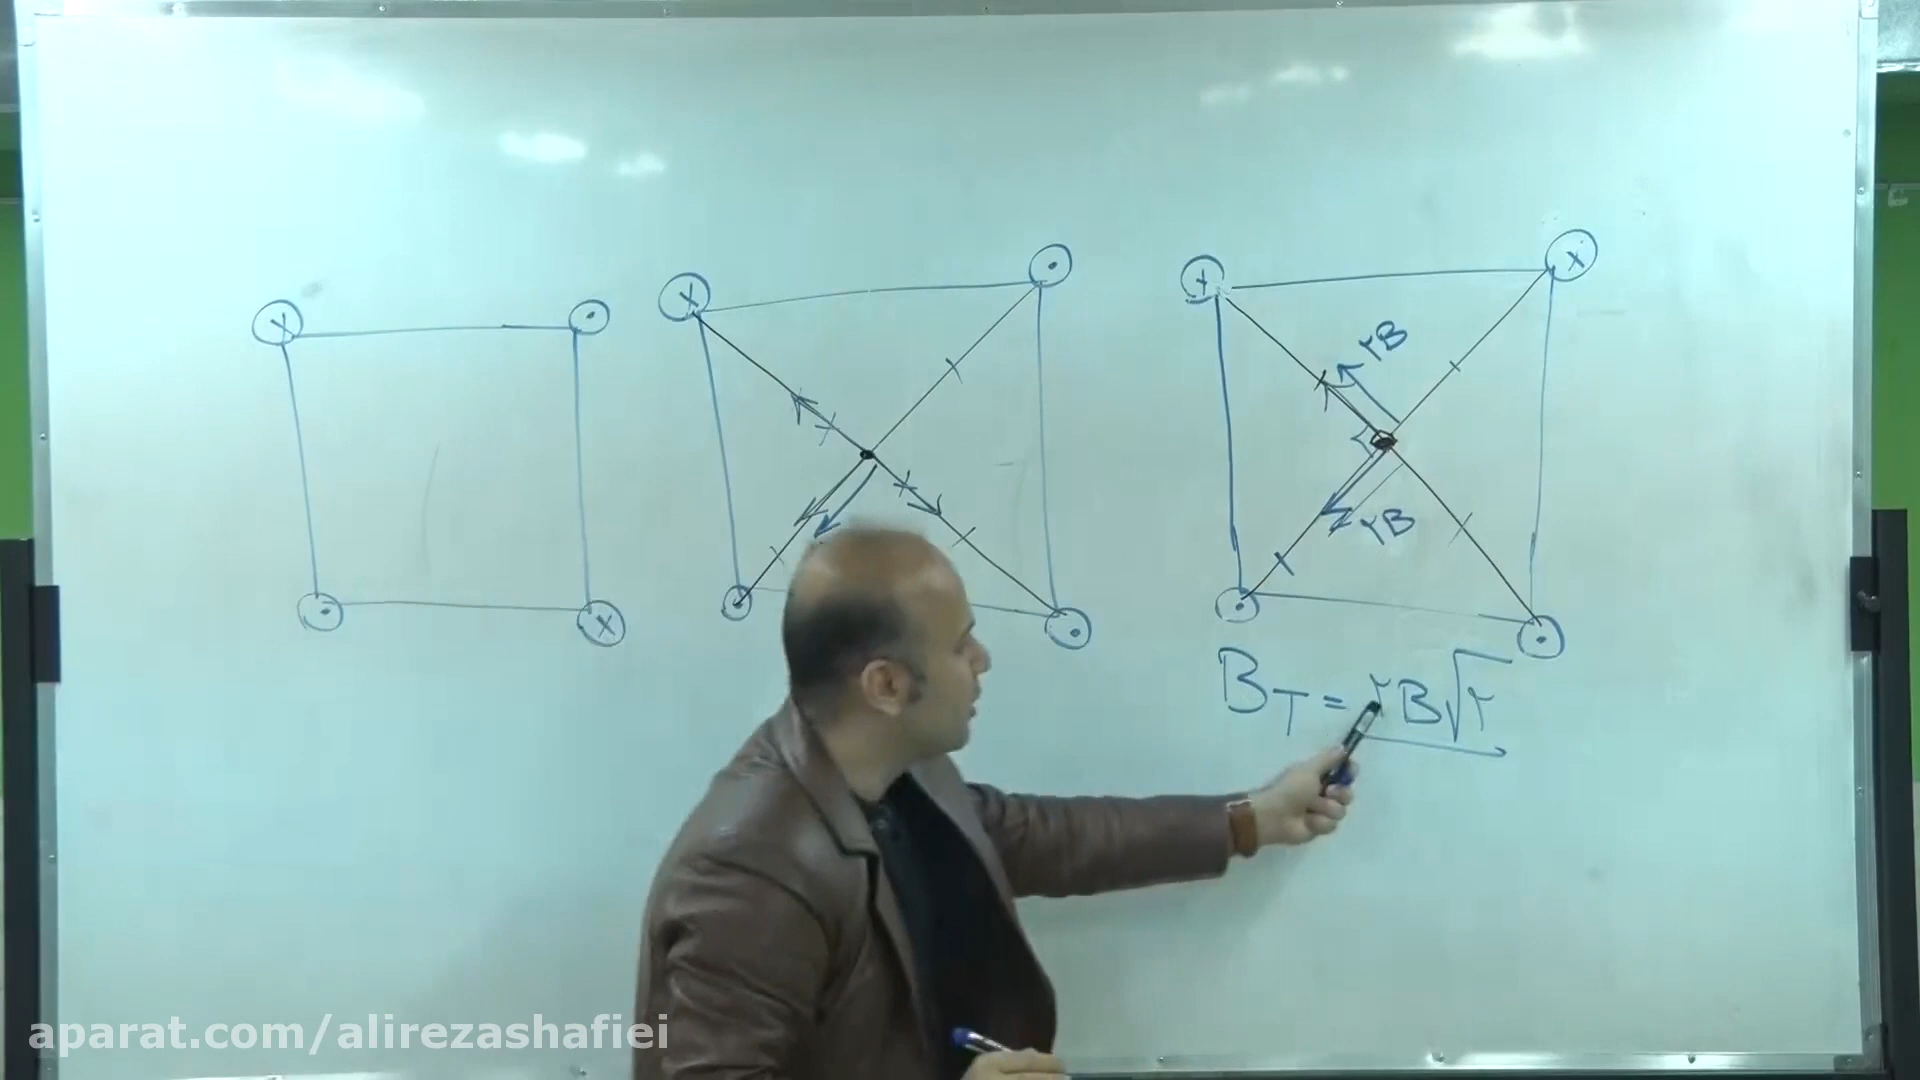 ۲B
۲B
B_T = ۲B√۲
aparat.com/alirezashafiei